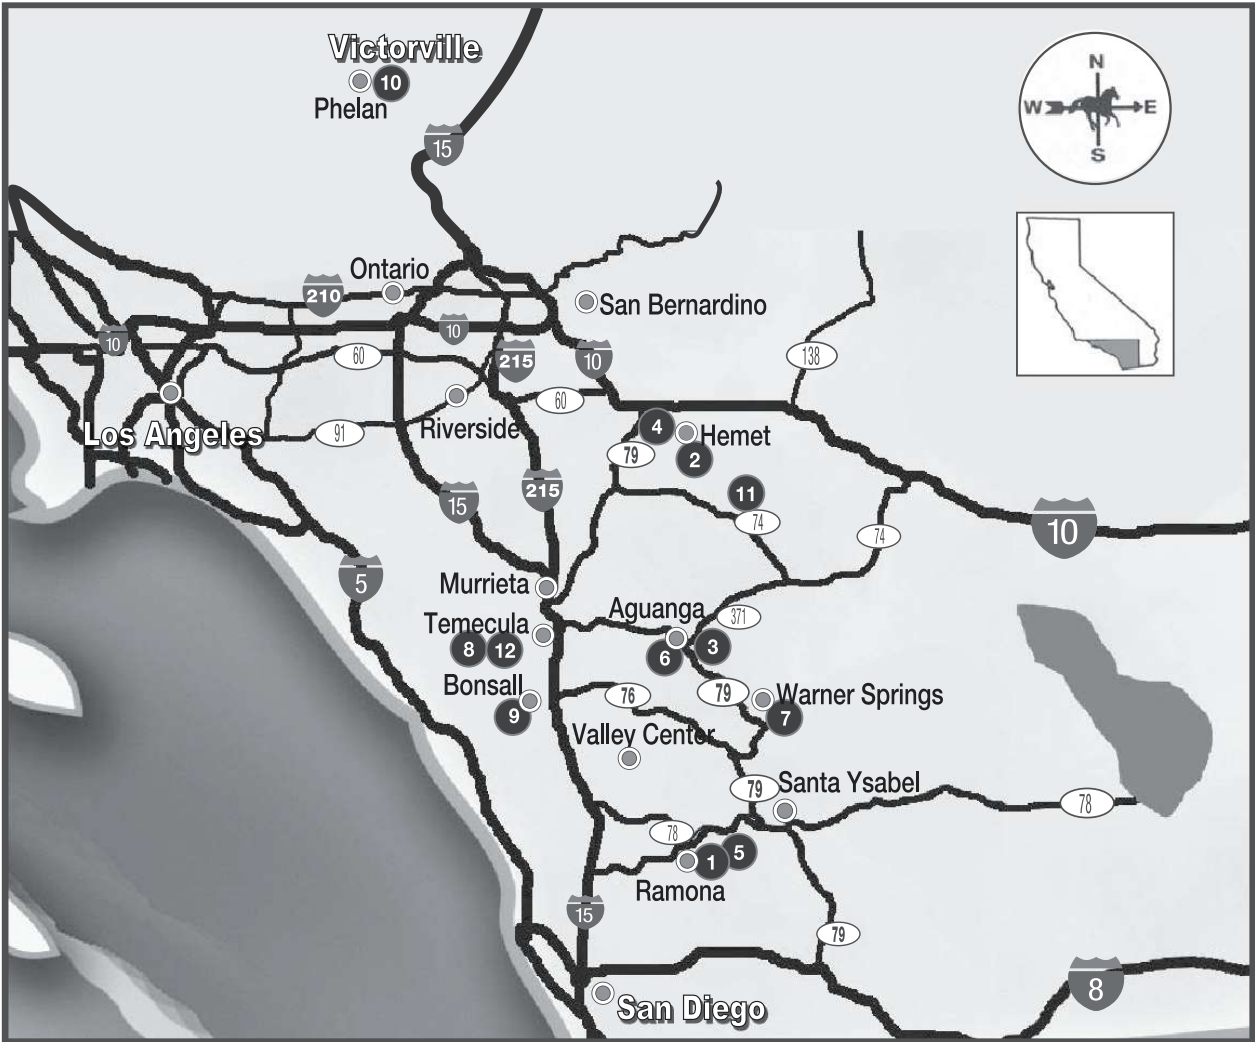 Victorville
10
Phelan
N
W E
S
15
Ontario
210
San Bernardino
10
10
60
215
10
138
60
Los Angeles
91
Riverside
4
Hemet
79
2
11
15
215
74
74
10
5
Murrieta
Aguanga
371
Temecula
8
12
6
3
Bonsall
9
76
79
Warner Springs
7
Valley Center
79
Santa Ysabel
78
78
1
5
Ramona
15
79
8
San Diego